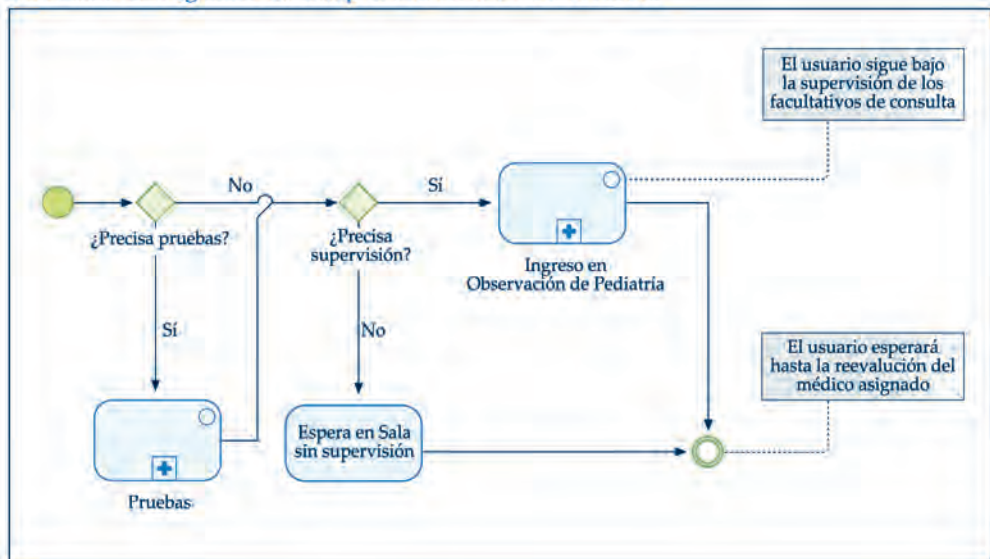 El usuario sigue bajo
la supervisión de los
facultativos de consulta
No
Sí
¿Precisa pruebas?
¿Precisa
supervisión?
Ingreso en
Observación de Pediatría
Sí
No
El usuario esperará
hasta la reevalución del
médico asignado
Espera en Sala
sin supervisión
Pruebas